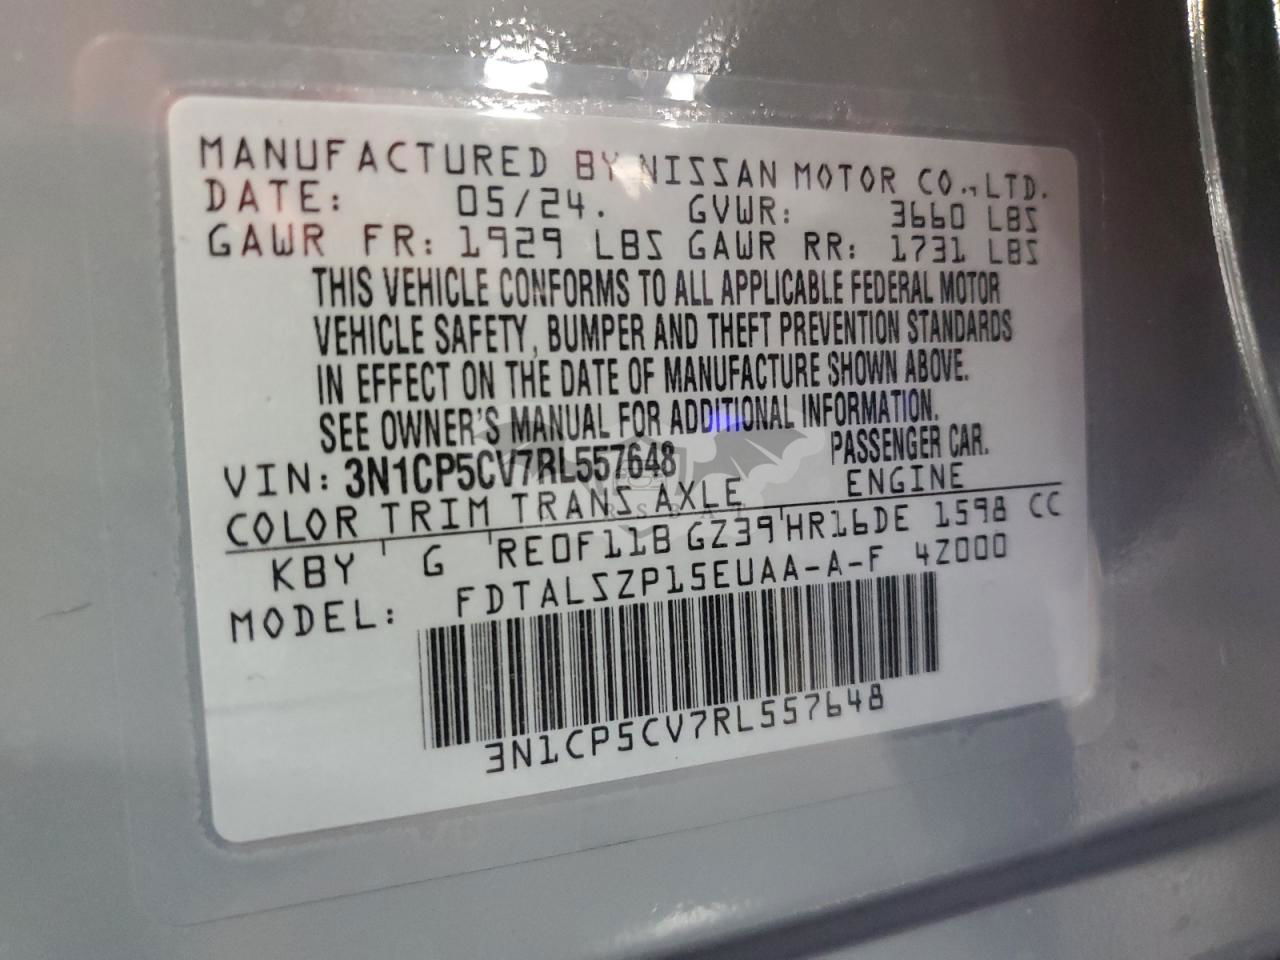 MANUFACTURED BY NISSAN MOTOR CO., LTD.
DATE: 05/24. GVWR: 3660 LBS
GAWR FR: 1929 LBS GAWR RR: 1731 LBS
THIS VEHICLE CONFORMS TO ALL APPLICABLE FEDERAL MOTOR
VEHICLE SAFETY, BUMPER AND THEFT PREVENTION STANDARDS
IN EFFECT ON THE DATE OF MANUFACTURE SHOWN ABOVE.
SEE OWNER'S MANUAL FOR ADDITIONAL INFORMATION.
VIN: 3N1CP5CV7RL557648 PASSENGER CAR.
COLOR TRIM TRANS AXLE ENGINE
KBY G RE0F11B GZ39 HR16DE 1598 CC
MODEL: FDTALSZP15EUAA-A-F 4Z000
3N1CP5CV7RL557648